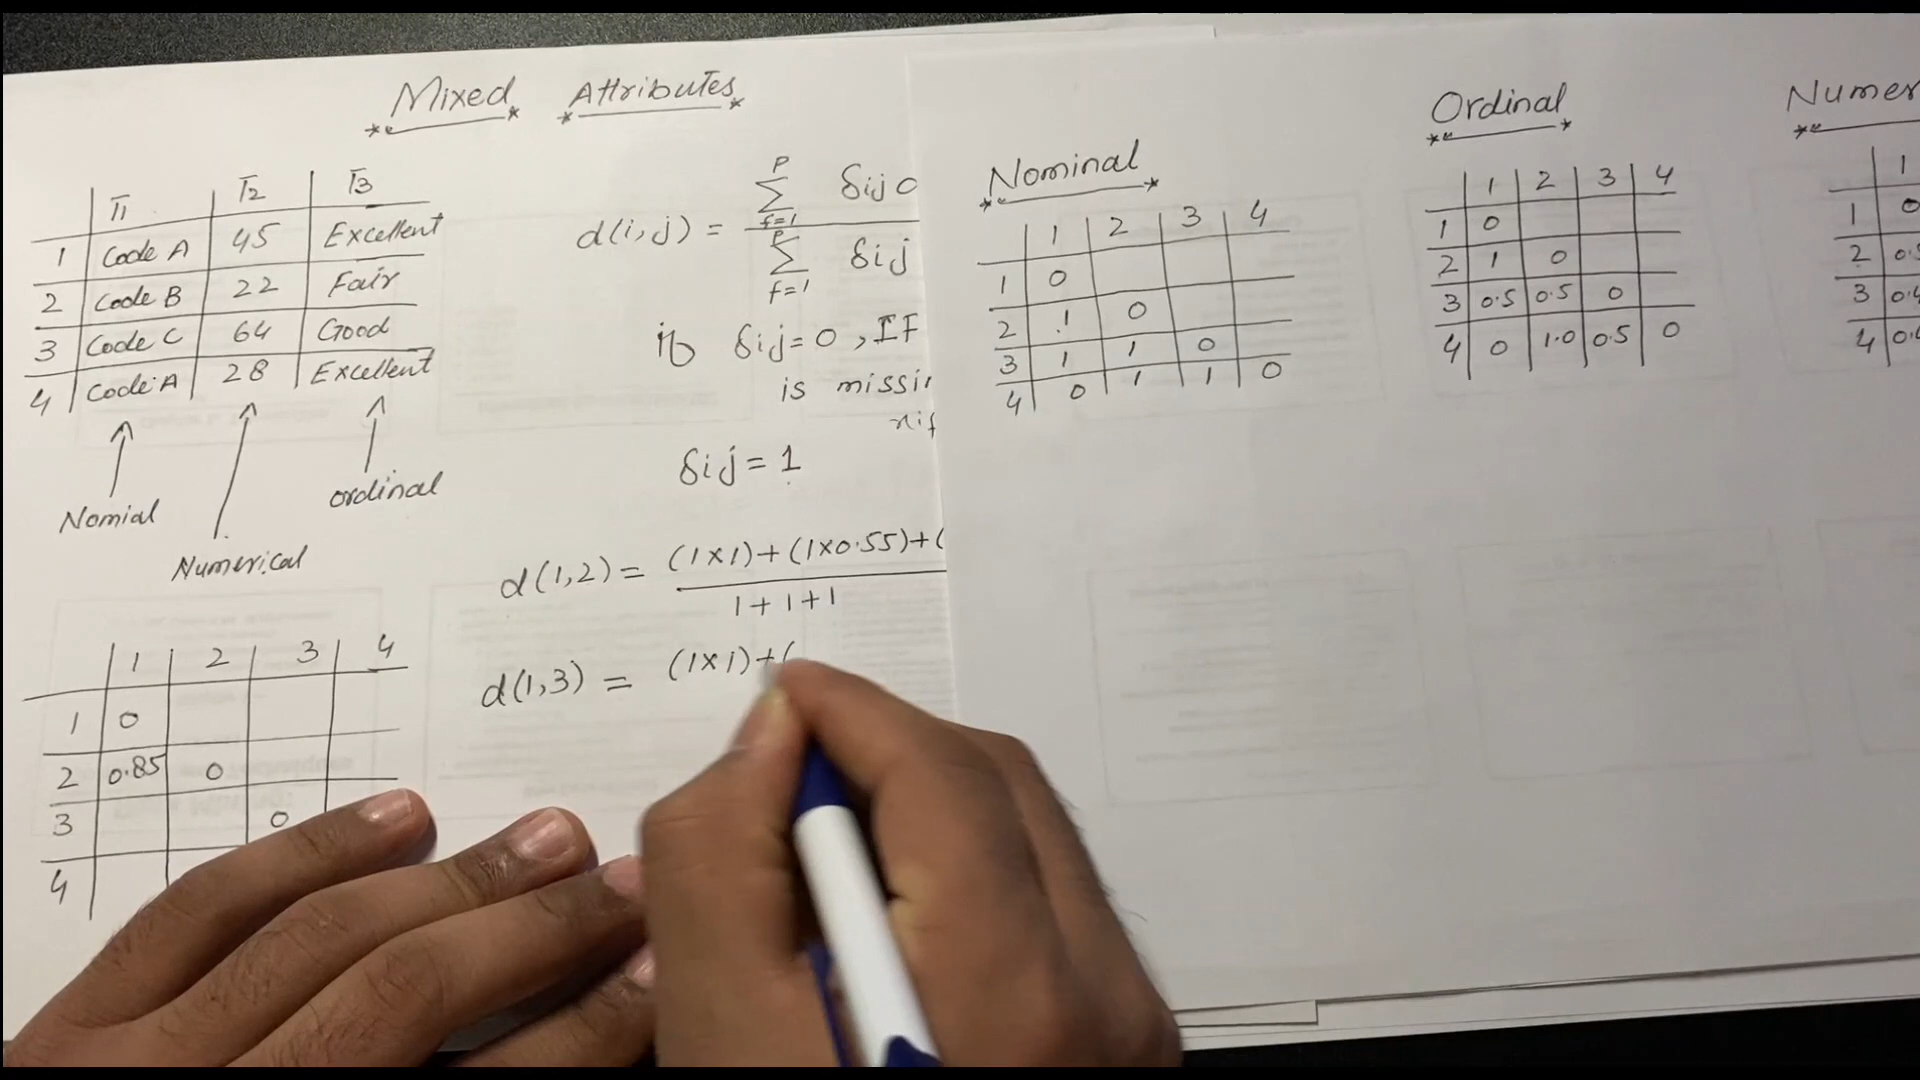 Mixed Attributes
T1 T2 T3
1 Code A 45 Excellent
2 Code B 22 Fair
3 Code C 64 Good
4 Code A 28 Excellent
Nomial
Numerical
ordinal
P P
d(i,j) = Σ δij
f=1
Σ δij
f=1
δij=0, IF
is
δij = 1
d(1,2) = (1×1)+(1×0.55)+(
1+1+1
d(1,3) = (1×1)+(
1 2 3 4
1 0
2 0.85 0
3 0
4
Nominal
1 2 3 4
1 0
2 1 0
3 1 1 0
4 0 1 1 0
Ordinal
1 2 3 4
1 0
2 1 0
3 0.5 0.5 0
4 0 1.0 0.5 0
Numer
1
1 0
2 0.
3 0.
4 0.